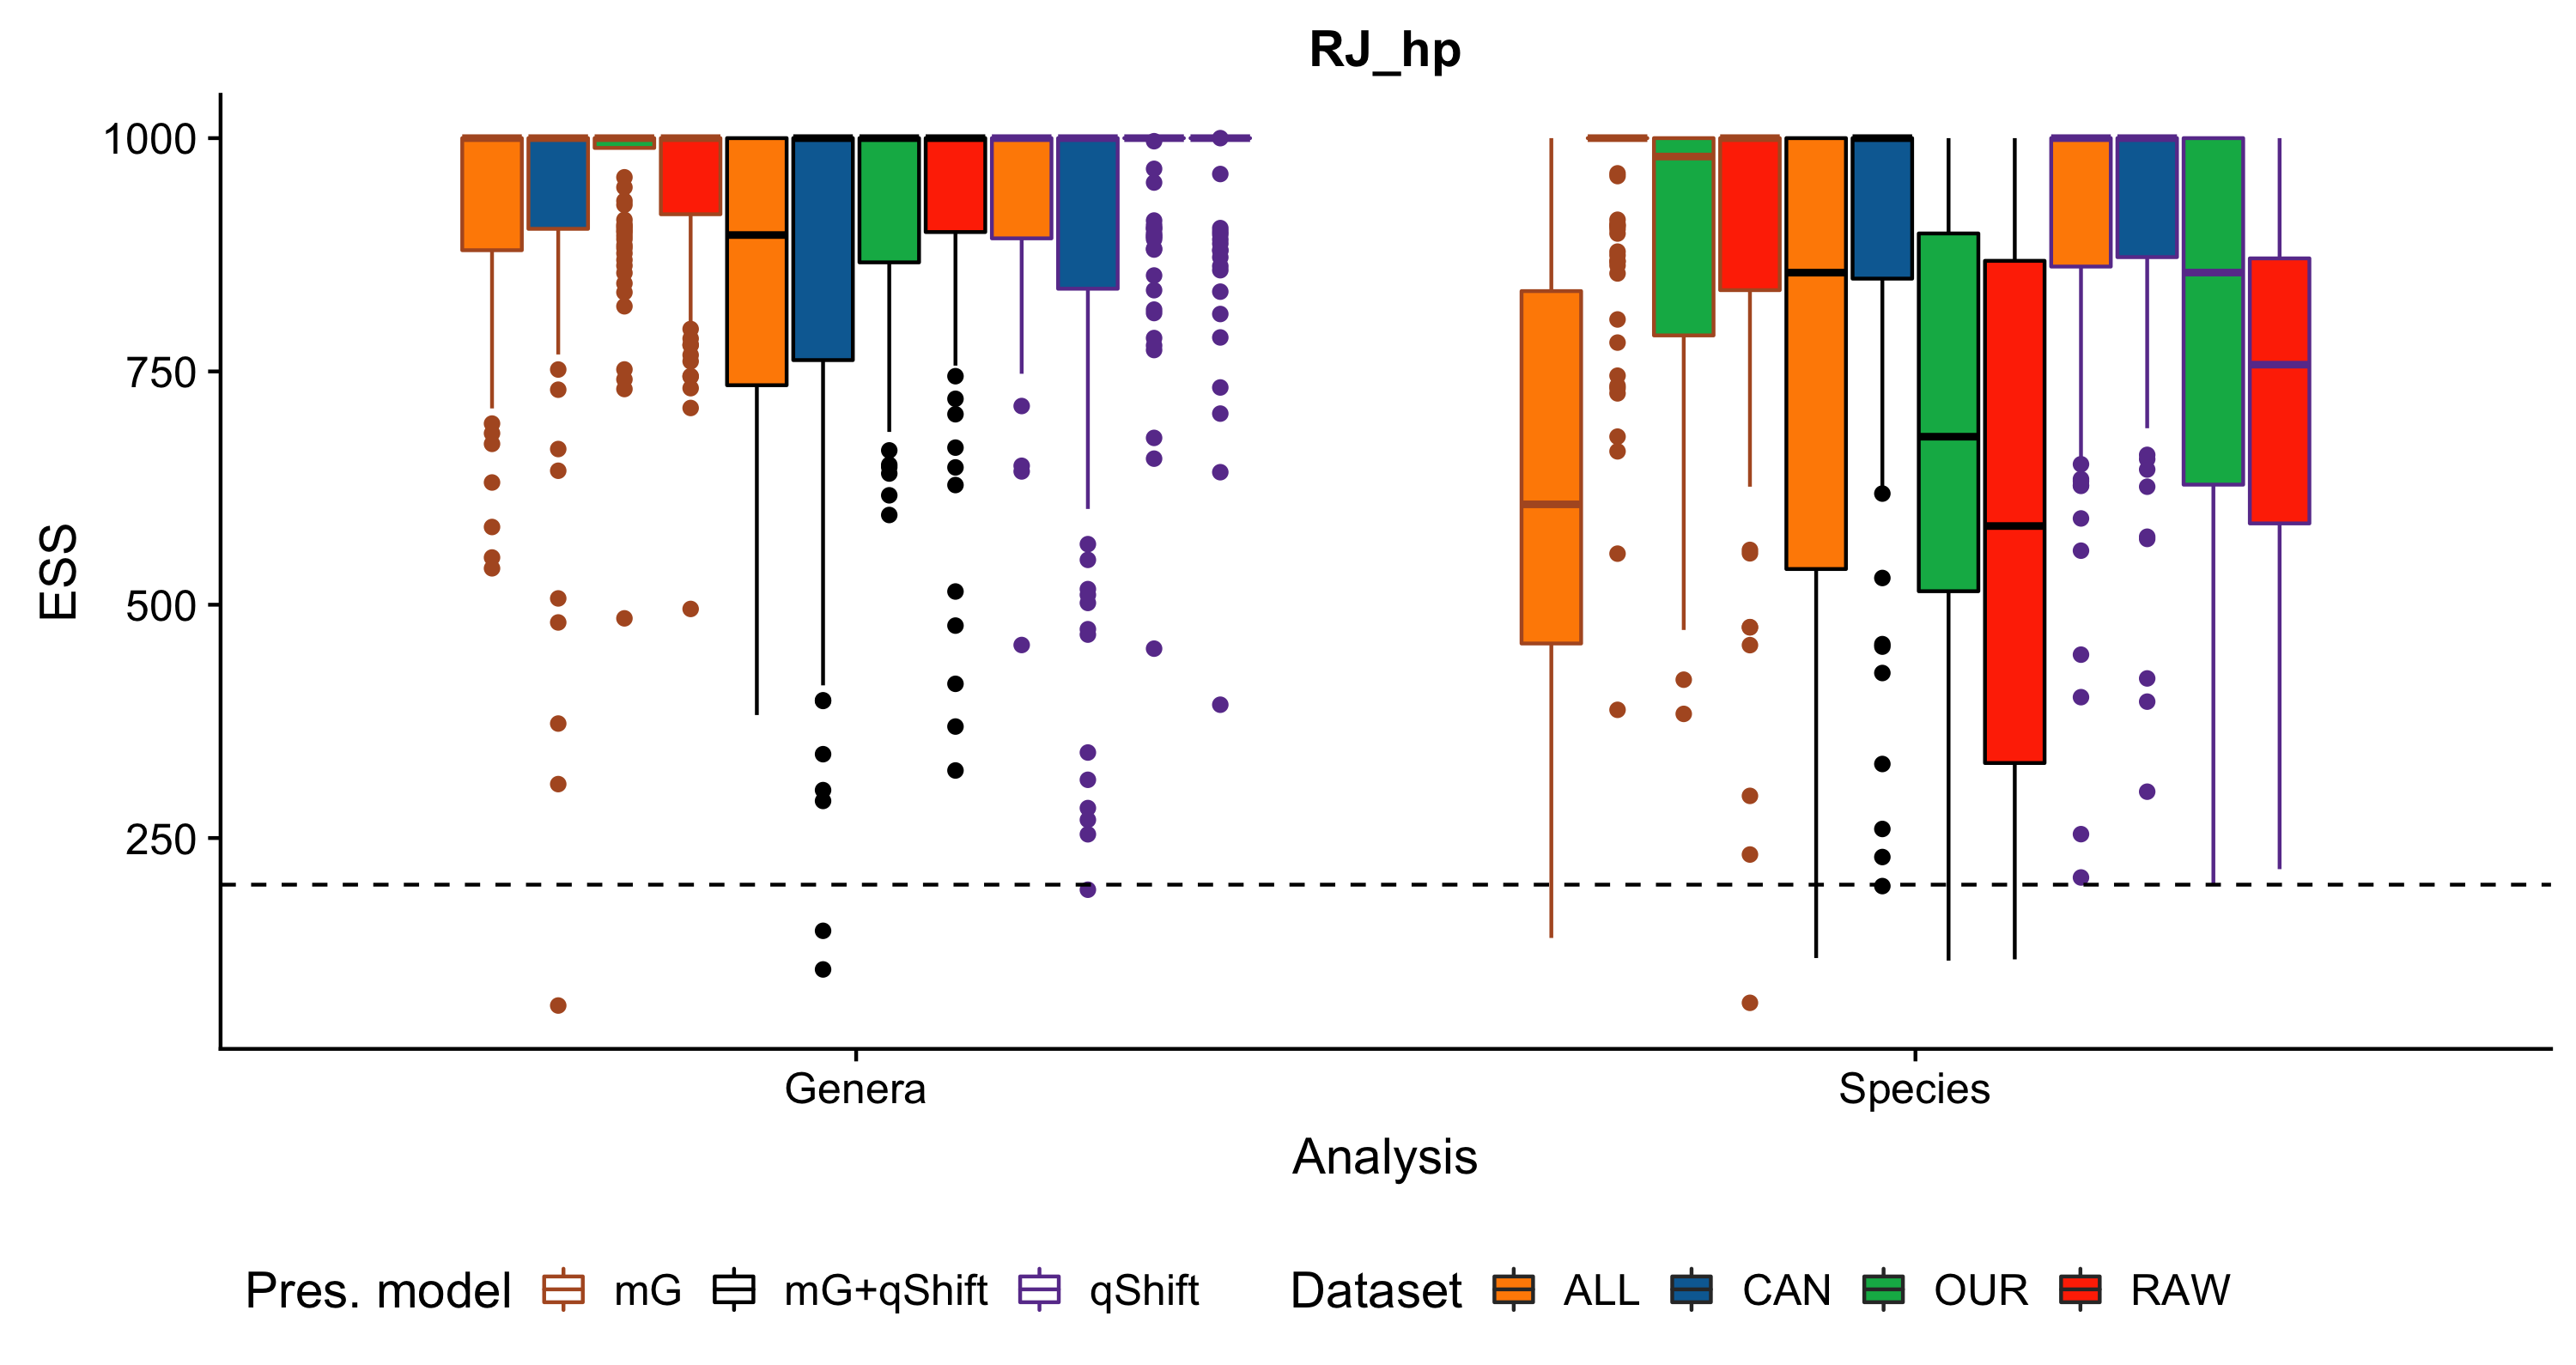 RJ_hp
1000
750
500
250
ESS
Genera Species
Analysis
Pres. model mG mG+qShift qShift Dataset ALL CAN OUR RAW